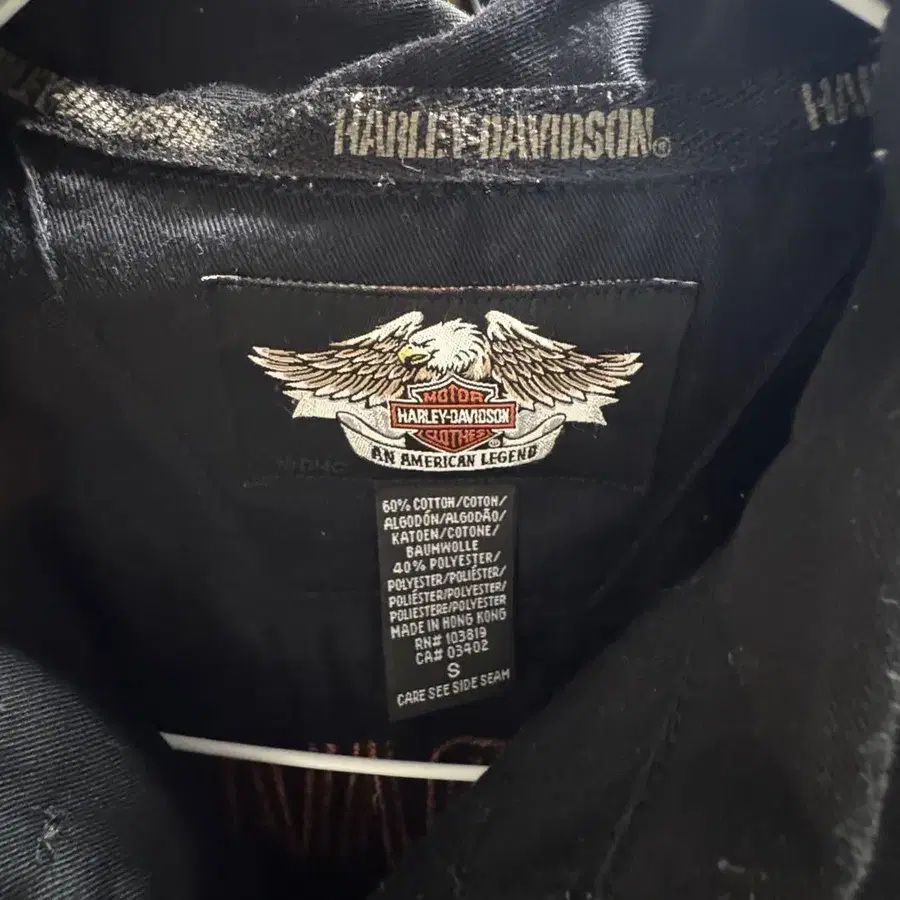 HARLEY-DAVIDSON®
HA
MOTOR
HARLEY-DAVIDSON
CLOTHES
®
AN AMERICAN LEGEND
60% COTTON/COTON/
ALGODÓN/ALGODÃO/
KATOEN/COTONE/
BAUMWOLLE
40% POLYESTER/
POLYESTER/POLIÉSTER/
POLIÉSTER/POLYESTER/
POLIESTERE/POLYESTER
MADE IN HONG KONG
RN# 103819
CA# 03402
S
CARE SEE SIDE SEAM